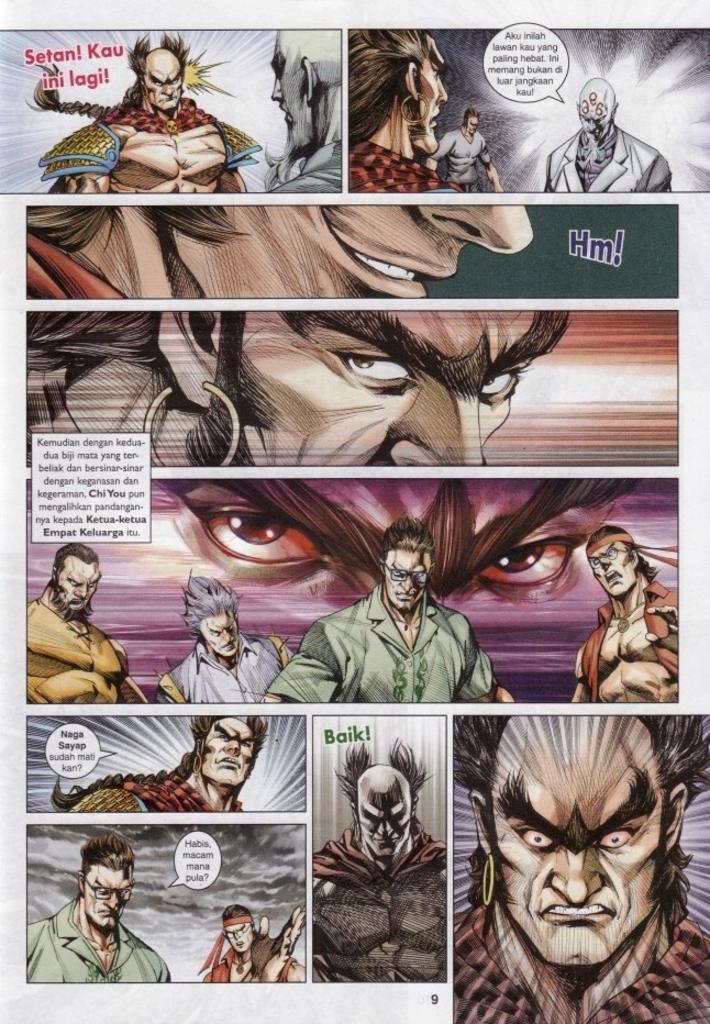 Setan! Kau
ini lagi!
Aku inilah
lawan kau yang
paling hebat. Ini
memang bukan di
luar jangkaan
kau!
Hm!
Kemudian dengan kedua-
dua biji mata yang ter-
beliak dan bersinar-sinar
dengan keganasan dan
kegeraman, Chi You pun
mengalihkan pandangan-
nya kepada Ketua-ketua
Empat Keluarga itu.
Naga
Sayap
sudah mati
kan?
Baik!
Habis,
macam
mana
pula?
9